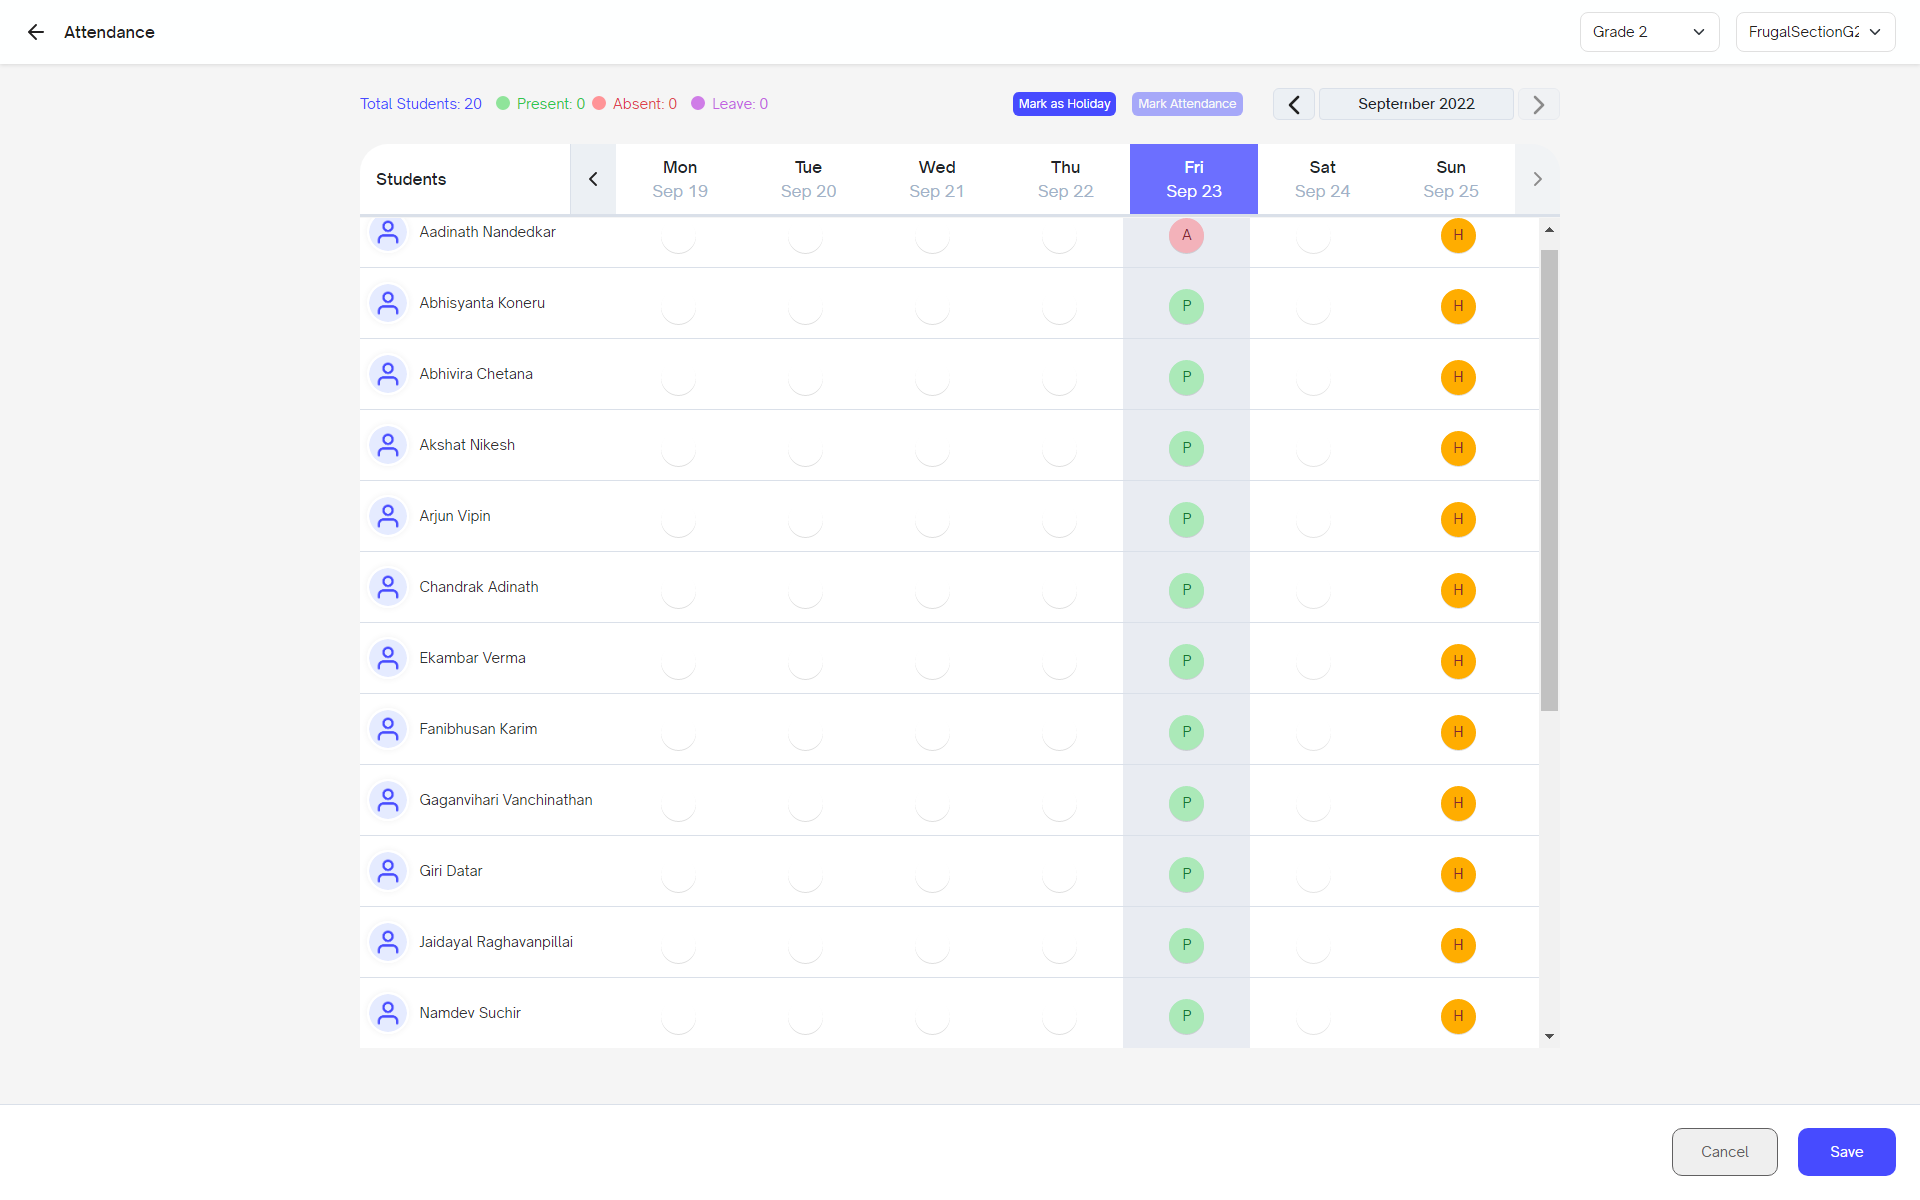 Attendance
Grade 2
FrugalSectionG2
Total Students: 20 Present: 0 Absent: 0 Leave: 0
Mark as Holiday
Mark Attendance
September 2022
Students
Mon Tue Wed Thu Fri Sat Sun
Sep 19 Sep 20 Sep 21 Sep 22 Sep 23 Sep 24 Sep 25
Aadinath Nandedkar A H
Abhisyanta Koneru P H
Abhivira Chetana P H
Akshat Nikesh P H
Arjun Vipin P H
Chandrak Adinath P H
Ekambar Verma P H
Fanibhusan Karim P H
Gaganvihari Vanchinathan P H
Giri Datar P H
Jaidayal Raghavanpillai P H
Namdev Suchir P H
Cancel
Save